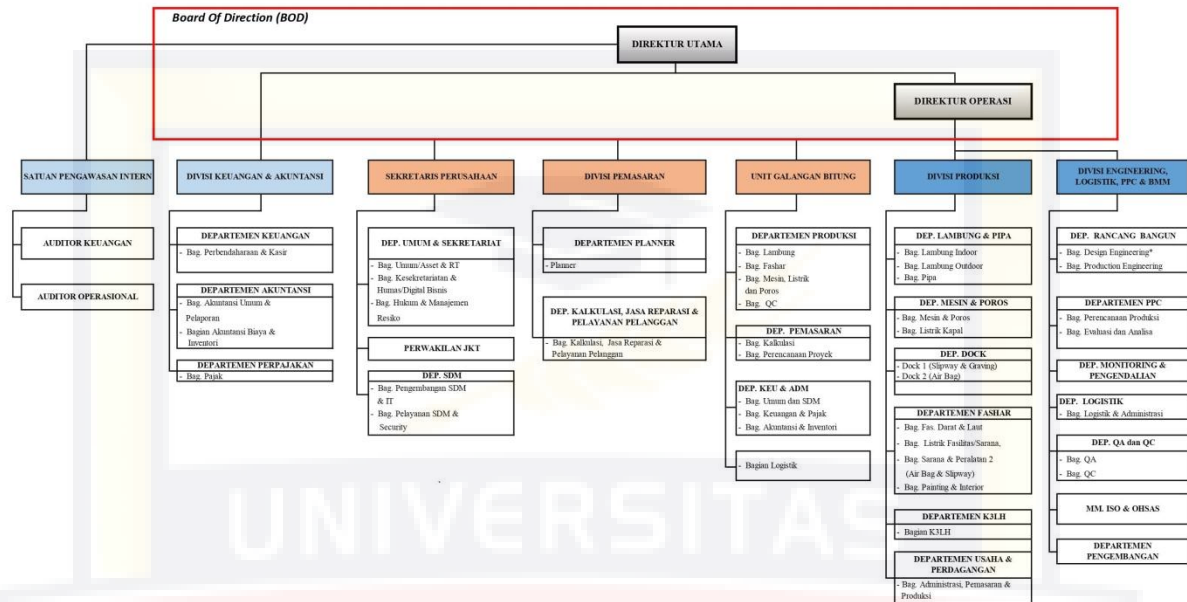 Board Of Direction (BOD)
DIREKTUR UTAMA
DIREKTUR OPERASI
SATUAN PENGAWASAN INTERN
AUDITOR KEUANGAN
AUDITOR OPERASIONAL
DIVISI KEUANGAN & AKUNTANSI
DEPARTEMEN KEUANGAN
- Bag. Perbendaharaan & Kasir
DEPARTEMEN AKUNTANSI
- Bag. Akuntansi Umum &
Pelaporan
- Bagian Akuntansi Biaya &
Inventori
DEPARTEMEN PERPAJAKAN
- Bag. Pajak
SEKRETARIS PERUSAHAAN
DEP. UMUM & SEKRETARIAT
- Bag. Umum/Asset & RT
- Bag. Kesekretariatan &
Humas/Digital Bisnis
- Bag. Hukum & Manajemen
Resiko
PERWAKILAN JKT
DEP. SDM
- Bag. Pengembangan SDM
& IT
- Bag. Pelayanan SDM &
Security
DIVISI PEMASARAN
DEPARTEMEN PLANNER
- Planner
DEP. KALKULASI, JASA REPARASI &
PELAYANAN PELANGGAN
- Bag. Kalkulasi, Jasa Reparasi &
Pelayanan Pelanggan
UNIT GALANGAN BITUNG
DEPARTEMEN PRODUKSI
- Bag. Lambung
- Bag. Fashar
- Bag. Mesin, Listrik
dan Poros
- Bag. QC
DEP. PEMASARAN
- Bag. Kalkulasi
- Bag. Perencanaan Proyek
DEP. KEU & ADM
- Bag. Umum dan SDM
- Bag. Keuangan & Pajak
- Bag. Akuntansi & Inventori
- Bagian Logistik
DIVISI PRODUKSI
DEP. LAMBUNG & PIPA
- Bag. Lambung Indoor
- Bag. Lambung Outdoor
- Bag. Pipa
DEP. MESIN & POROS
- Bag. Mesin & Poros
- Bag. Listrik Kapal
DEP. DOCK
- Dock 1 (Slipway & Graving)
- Dock 2 (Air Bag)
DEPARTEMEN FASHAR
- Bag. Fas. Darat & Laut
- Bag. Listrik Fasilitas/Sarana,
- Bag. Sarana & Peralatan 2
(Air Bag & Slipway)
- Bag. Painting & Interior
DEPARTEMEN K3LH
- Bagian K3LH
DEPARTEMEN USAHA &
PERDAGANGAN
- Bag. Administrasi, Pemasaran &
Produksi
DIVISI ENGINEERING,
LOGISTIK, PPC & BMM
DEP. RANCANG BANGUN
- Bag. Design Engineering*
- Bag. Production Engineering
DEPARTEMEN PPC
- Bag. Perencanaan Produksi
- Bag. Evaluasi dan Analisa
DEP. MONITORING &
PENGENDALIAN
DEP. LOGISTIK
- Bag. Logistik & Administrasi
DEP. QA dan QC
- Bag. QA
- Bag. QC
MM. ISO & OHSAS
DEPARTEMEN
PENGEMBANGAN
UNIVERSITAS